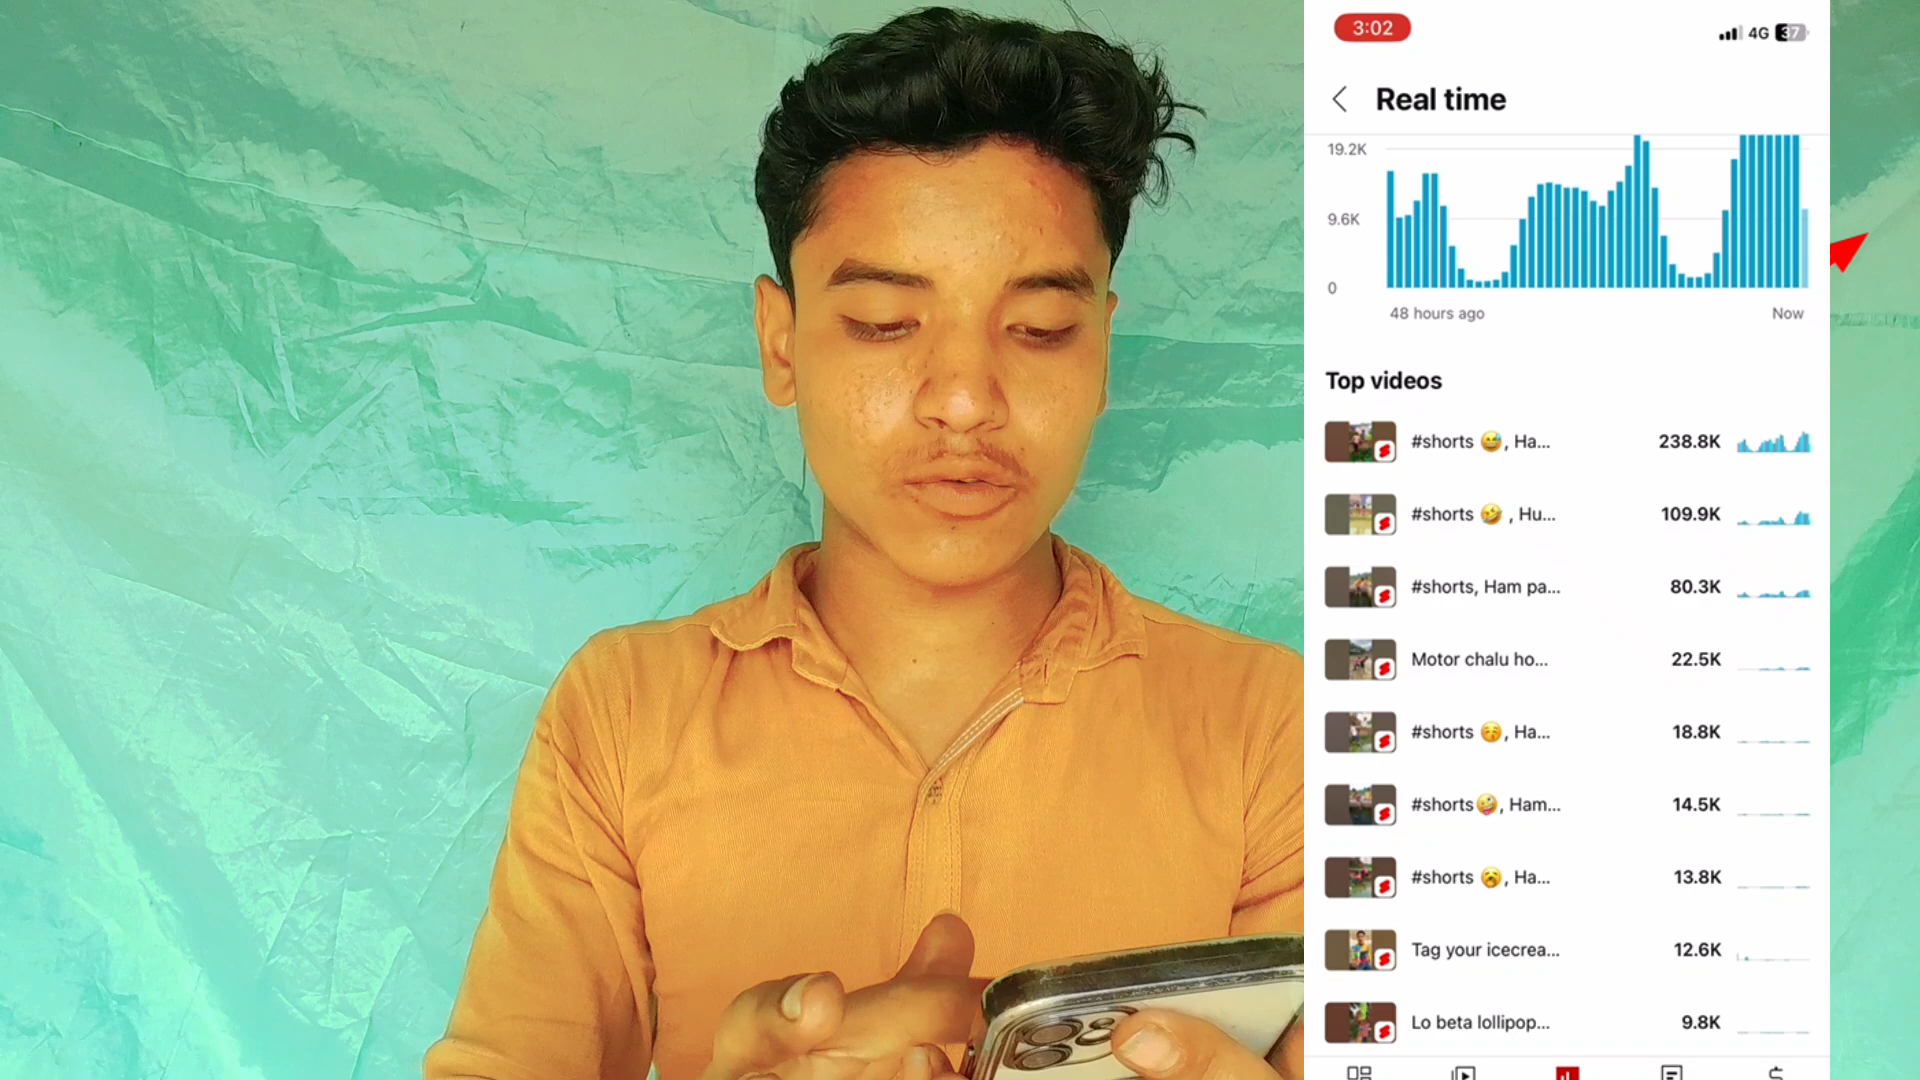 3:02
4G 37
Real time
19.2K
9.6K
0
48 hours ago Now
Top videos
#shorts 😅, Ha... 238.8K
#shorts 🤣 , Hu... 109.9K
#shorts, Ham pa... 80.3K
Motor chalu ho... 22.5K
#shorts 😚, Ha... 18.8K
#shorts🤪, Ham... 14.5K
#shorts 😭, Ha... 13.8K
Tag your icecrea... 12.6K
Lo beta lollipop... 9.8K